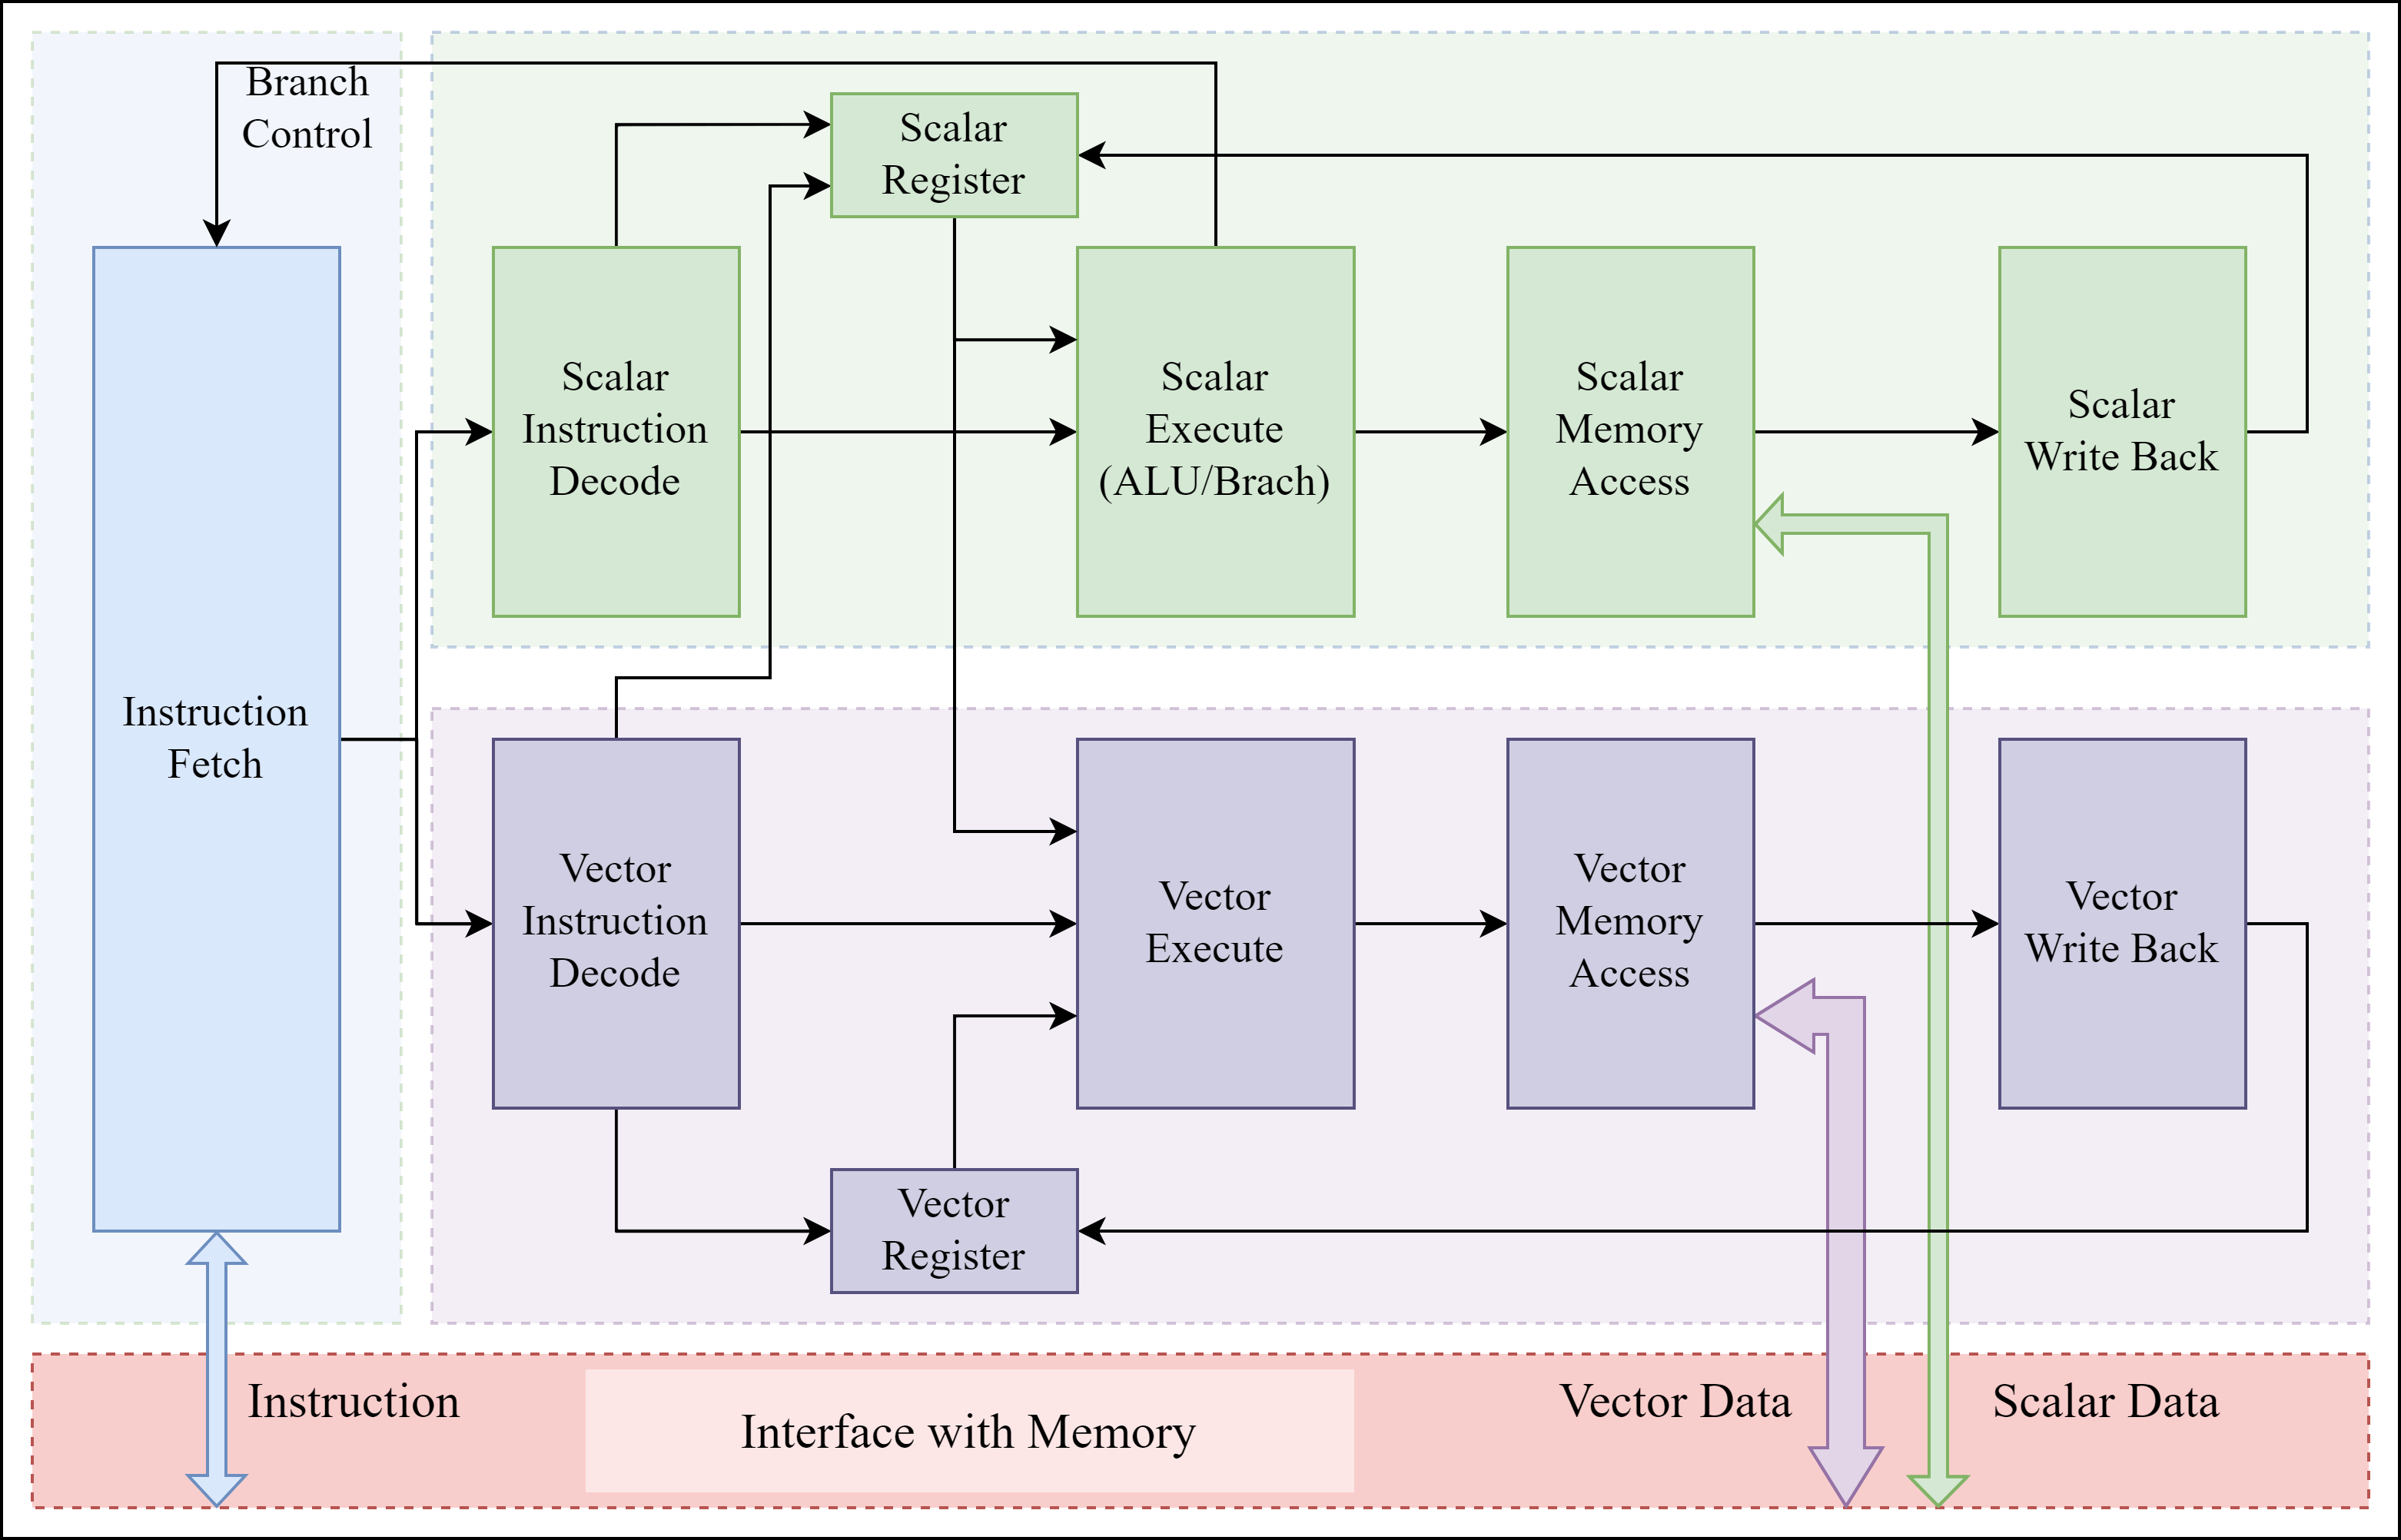 Branch
Control
Scalar
Register
Scalar
Instruction
Decode
Scalar
Execute
(ALU/Brach)
Scalar
Memory
Access
Scalar
Write Back
Instruction
Fetch
Vector
Instruction
Decode
Vector
Execute
Vector
Memory
Access
Vector
Write Back
Vector
Register
Instruction
Interface with Memory
Vector Data
Scalar Data